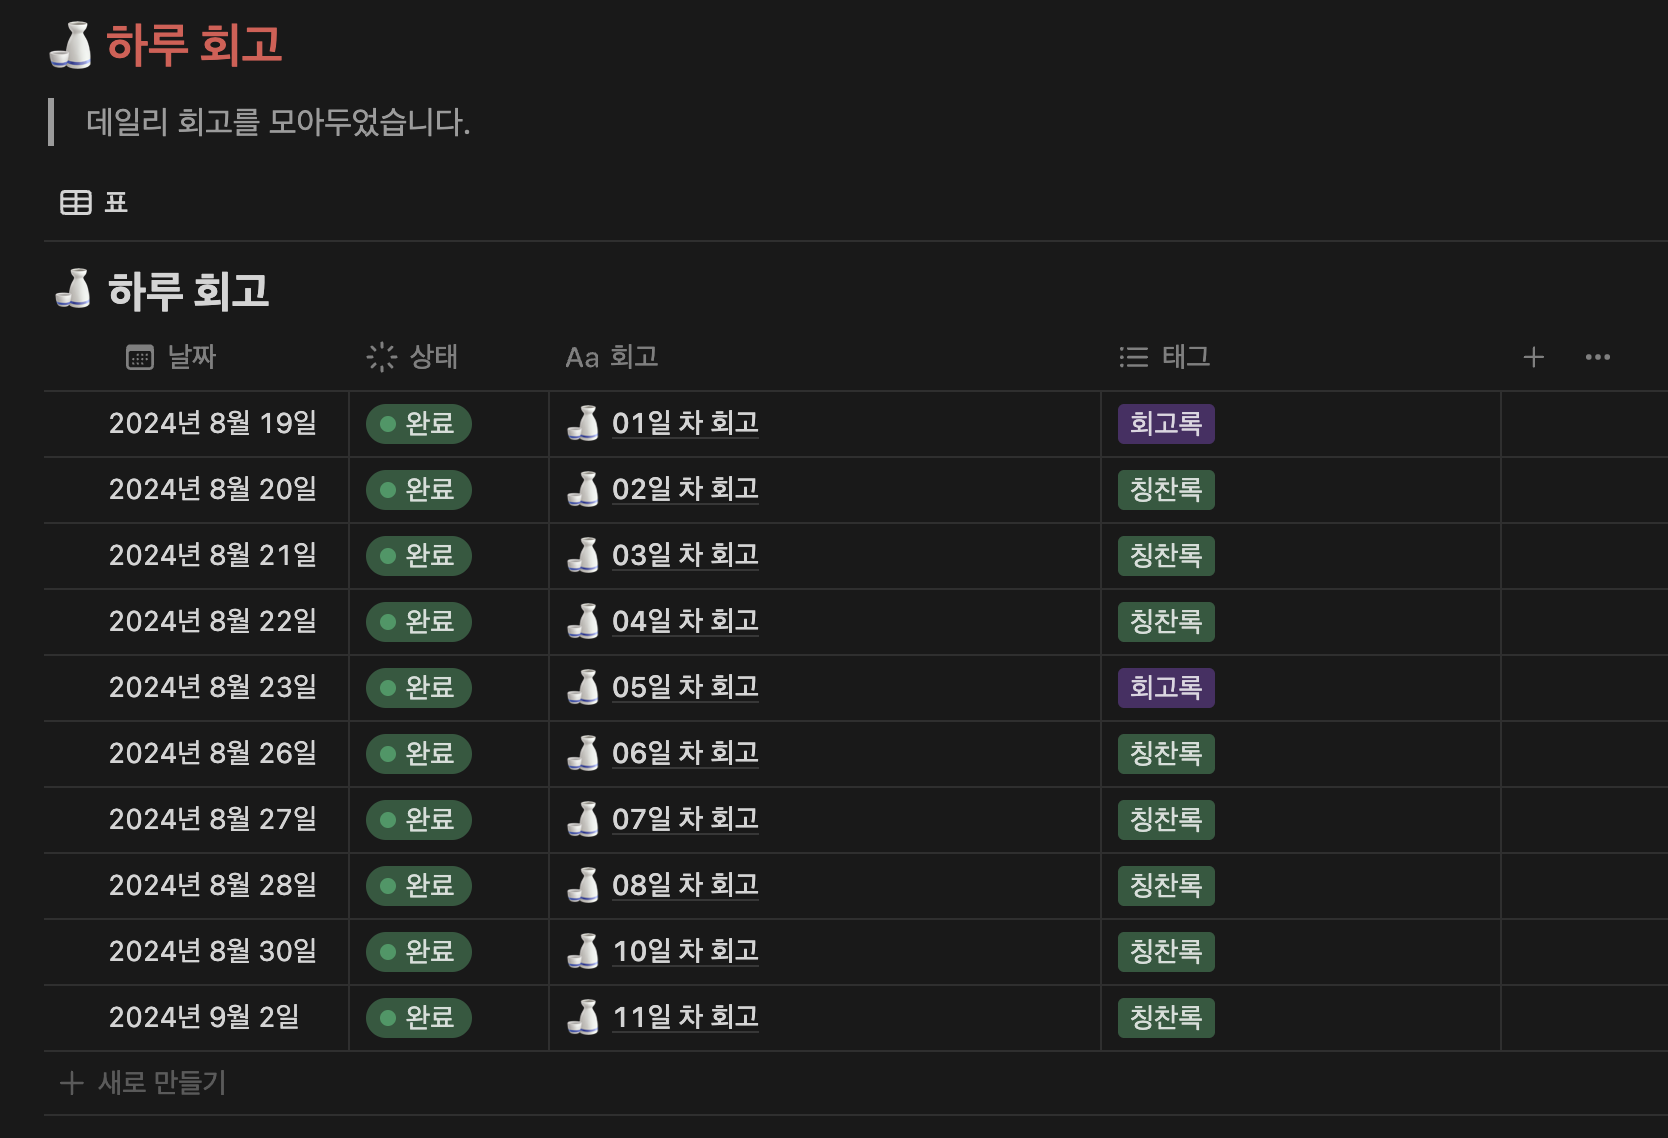 하루 회고
데일리 회고를 모아두었습니다.
표
하루 회고
날짜 상태 Aa 회고 태그
2024년 8월 19일 완료 01일 차 회고 회고록
2024년 8월 20일 완료 02일 차 회고 칭찬록
2024년 8월 21일 완료 03일 차 회고 칭찬록
2024년 8월 22일 완료 04일 차 회고 칭찬록
2024년 8월 23일 완료 05일 차 회고 회고록
2024년 8월 26일 완료 06일 차 회고 칭찬록
2024년 8월 27일 완료 07일 차 회고 칭찬록
2024년 8월 28일 완료 08일 차 회고 칭찬록
2024년 8월 30일 완료 10일 차 회고 칭찬록
2024년 9월 2일 완료 11일 차 회고 칭찬록
새로 만들기